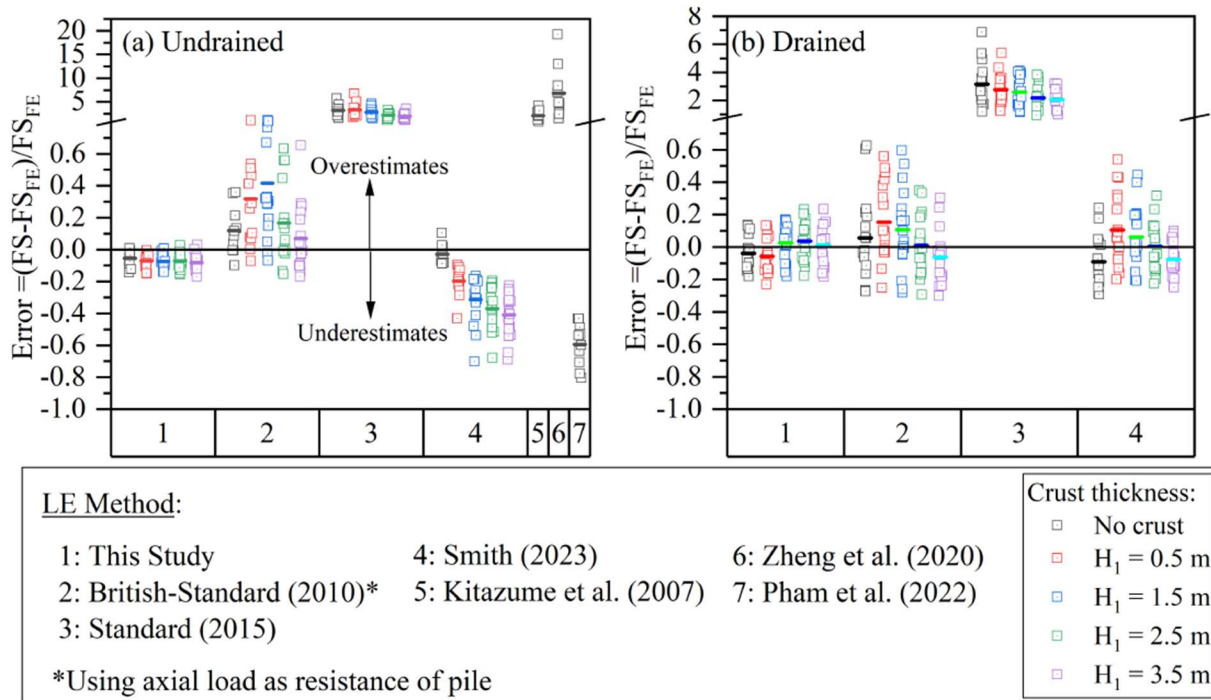 (a) Undrained
Error =(FS-FS_FE)/FS_FE
20
15
10
5
0.6
0.4
0.2
0.0
-0.2
-0.4
-0.6
-0.8
-1.0
Overestimates
Underestimates
1 2 3 4 5 6 7
(b) Drained
Error =(FS-FS_FE)/FS_FE
8
6
4
2
0.6
0.4
0.2
0.0
-0.2
-0.4
-0.6
-0.8
-1.0
1 2 3 4
LE Method:
1: This Study
2: British-Standard (2010)*
3: Standard (2015)
4: Smith (2023)
5: Kitazume et al. (2007)
6: Zheng et al. (2020)
7: Pham et al. (2022)
*Using axial load as resistance of pile
Crust thickness:
No crust
H₁ = 0.5 m
H₁ = 1.5 m
H₁ = 2.5 m
H₁ = 3.5 m